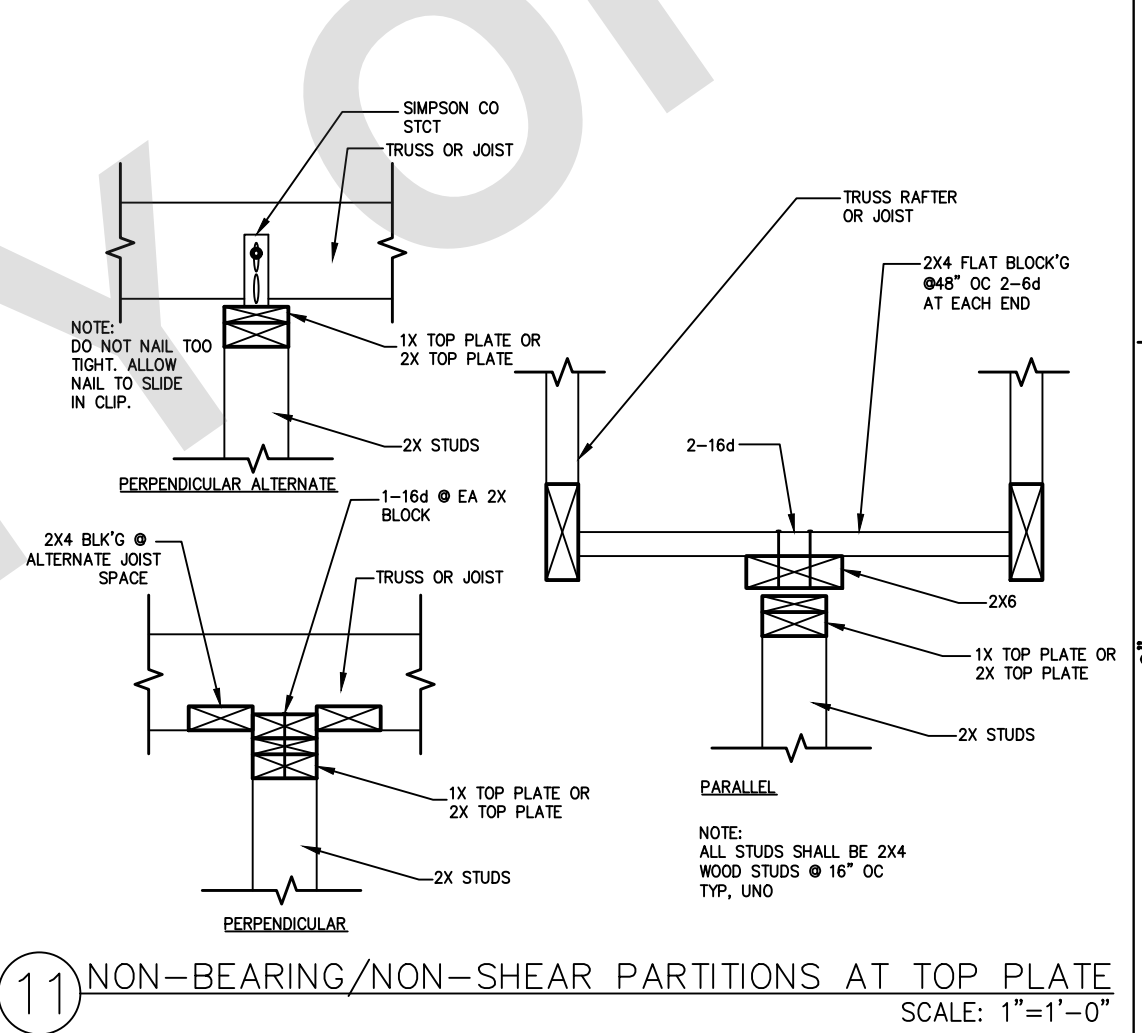 SIMPSON CO
STCT
TRUSS OR JOIST
NOTE:
DO NOT NAIL TOO
TIGHT. ALLOW
NAIL TO SLIDE
IN CLIP.
1X TOP PLATE OR
2X TOP PLATE
2X STUDS
PERPENDICULAR ALTERNATE
TRUSS RAFTER
OR JOIST
2X4 FLAT BLOCK'G
@48" OC 2-6d
AT EACH END
2-16d
2X6
1X TOP PLATE OR
2X TOP PLATE
2X STUDS
PARALLEL
NOTE:
ALL STUDS SHALL BE 2X4
WOOD STUDS @ 16" OC
TYP, UNO
1-16d @ EA 2X
BLOCK
2X4 BLK'G @
ALTERNATE JOIST
SPACE
TRUSS OR JOIST
1X TOP PLATE OR
2X TOP PLATE
2X STUDS
PERPENDICULAR
11 NON-BEARING/NON-SHEAR PARTITIONS AT TOP PLATE
SCALE: 1"=1'-0"